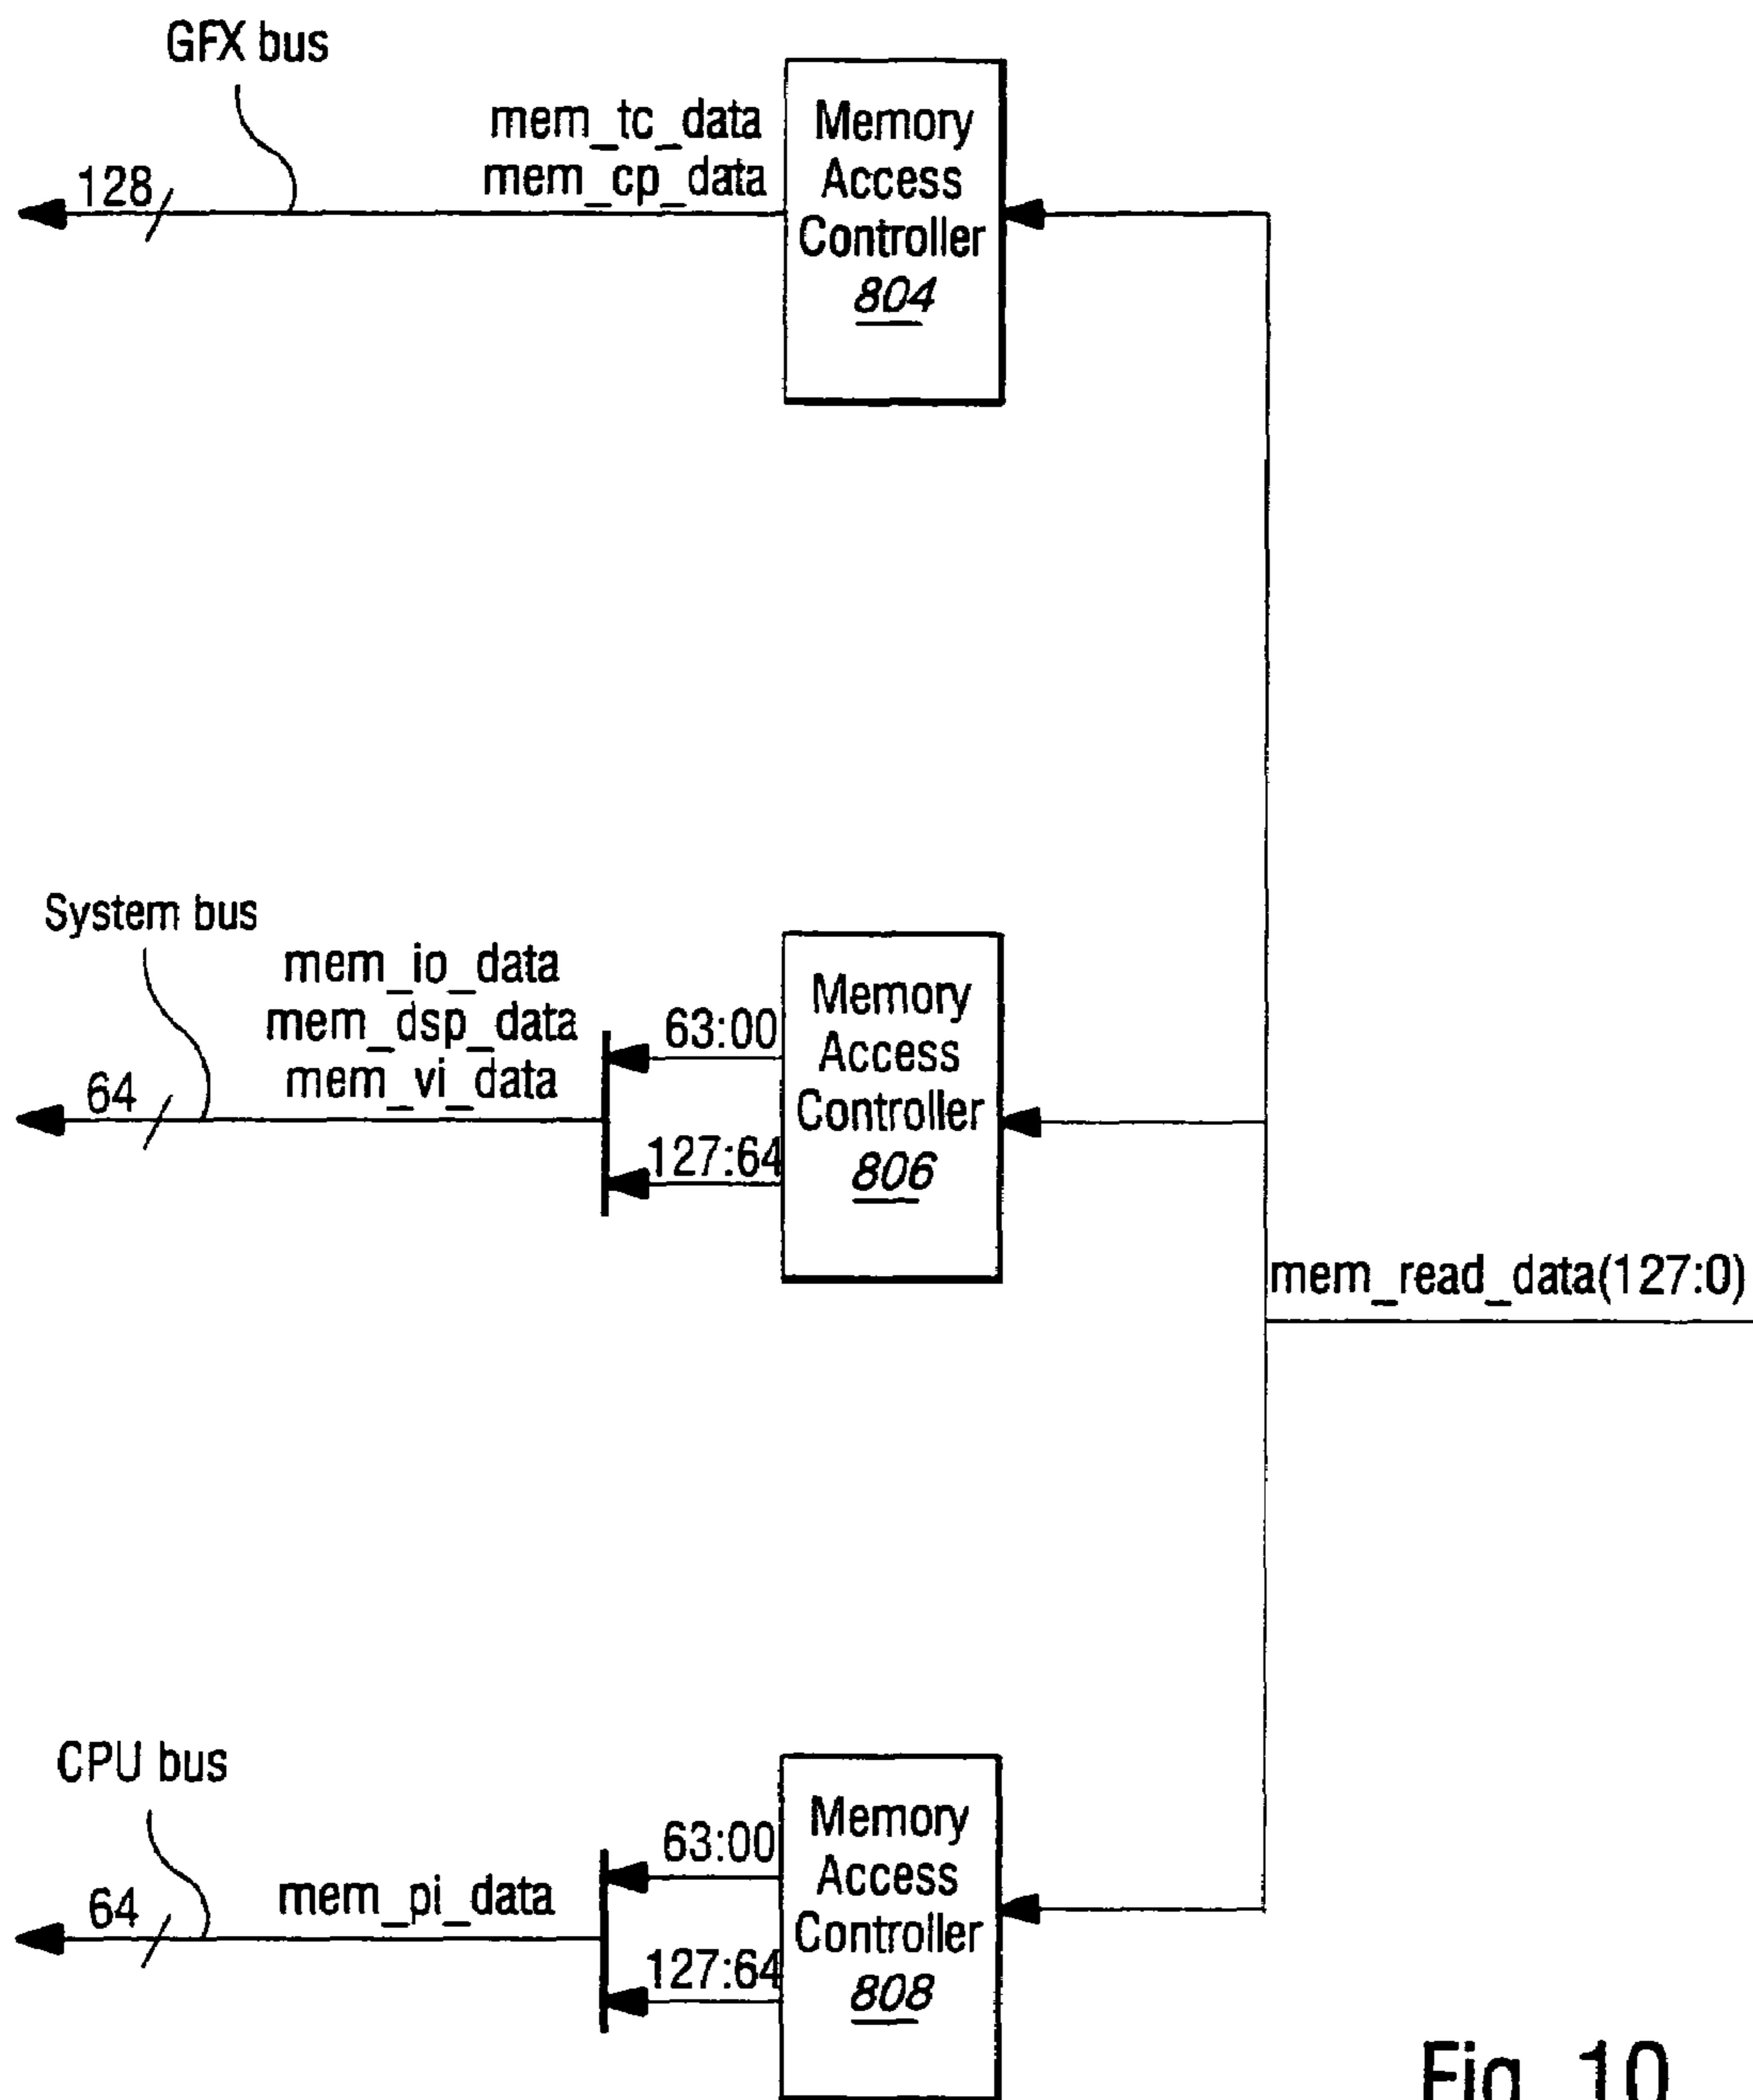 GFX bus
128
mem_tc_data
mem_cp_data
Memory
Access
Controller
804
System bus
64
mem_io_data
mem_dsp_data
mem_vi_data
63:00
127:64
Memory
Access
Controller
806
mem_read_data(127:0)
CPU bus
64
mem_pi_data
63:00
127:64
Memory
Access
Controller
808
Fig. 10